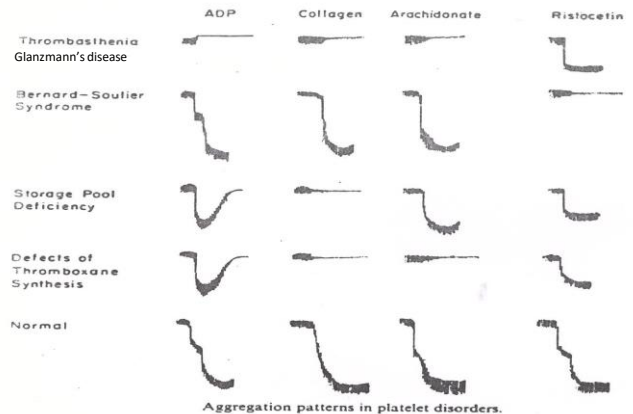 ADP Collagen Arachidonate Ristocetin
Thrombasthenia
Glanzmann's disease
Bernard-Soulier
Syndrome
Storage Pool
Deficiency
Defects of
Thromboxane
Synthesis
Normal
Aggregation patterns in platelet disorders.